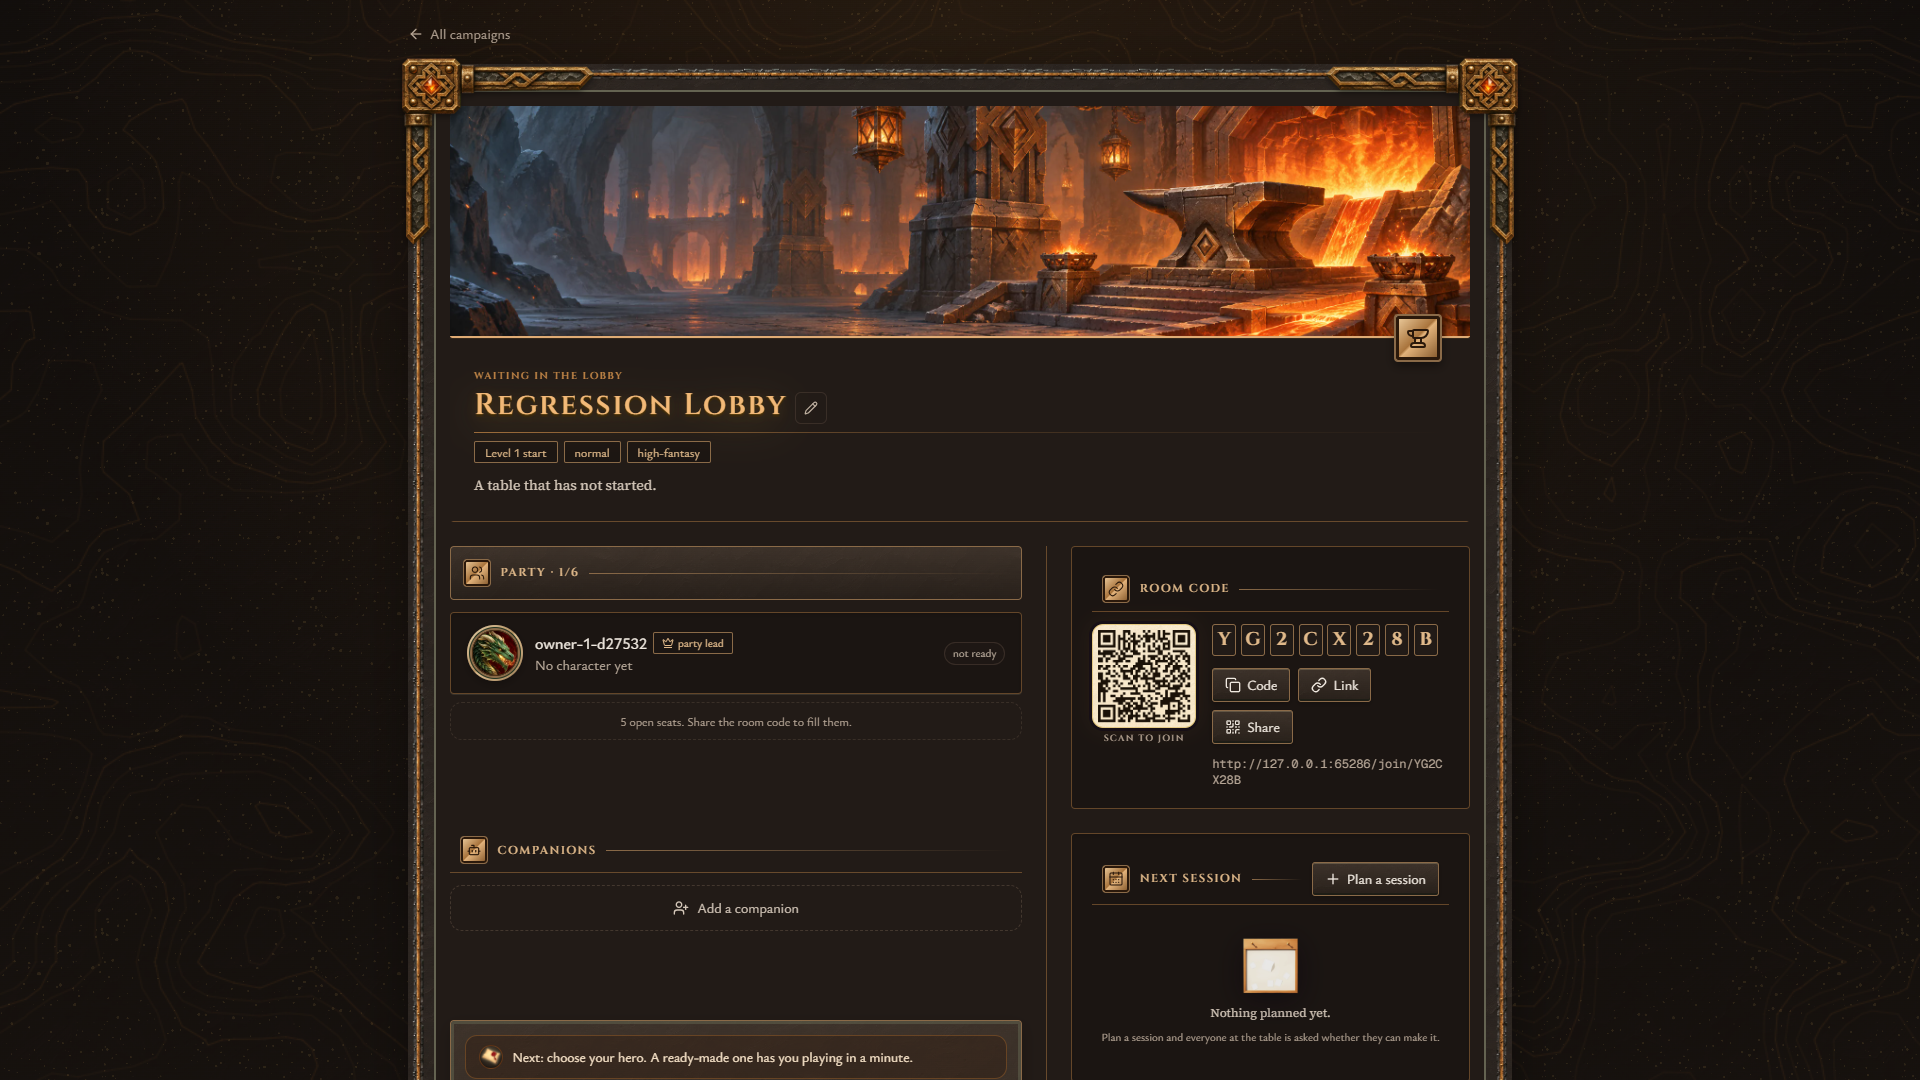 All campaigns
WAITING IN THE LOBBY
REGRESSION LOBBY
Level 1 start
normal
high-fantasy
A table that has not started.
PARTY · 1/6
owner-1-d27532
party lead
No character yet
not ready
5 open seats. Share the room code to fill them.
COMPANIONS
Add a companion
Next: choose your hero. A ready-made one has you playing in a minute.
ROOM CODE
Y G 2 C X 2 8 B
Code
Link
Share
SCAN TO JOIN
http://127.0.0.1:65286/join/YG2C
X28B
NEXT SESSION
Plan a session
Nothing planned yet.
Plan a session and everyone at the table is asked whether they can make it.